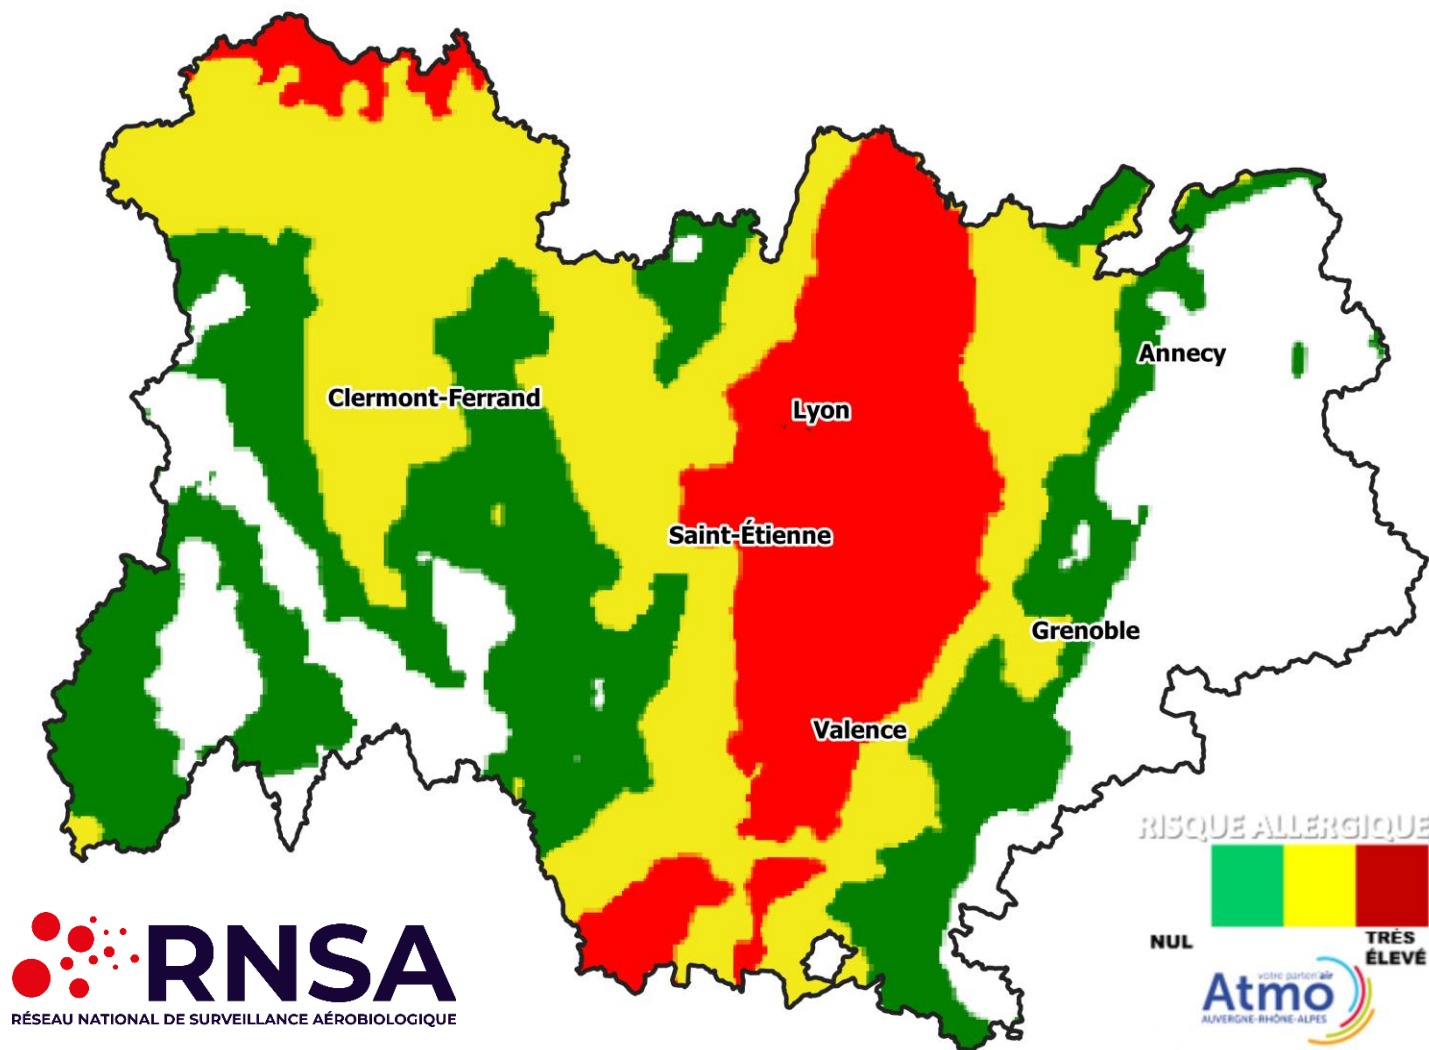 Annecy
Clermont-Ferrand
Lyon
Saint-Étienne
Grenoble
Valence
RISQUE ALLERGIQUE
NUL
TRÈS
ÉLEVÉ
RNSA
RÉSEAU NATIONAL DE SURVEILLANCE AÉROBIOLOGIQUE
votre parten'air
Atmo
AUVERGNE-RHÔNE-ALPES